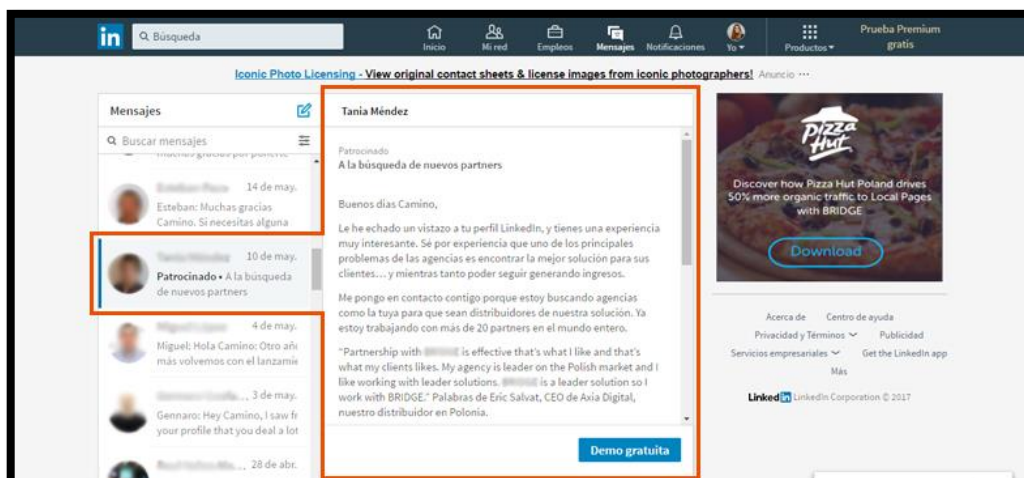 in
Búsqueda
Inicio
Mi red
Empleos
Mensajes
Notificaciones
Yo
Productos
Prueba Premium
gratis
Iconic Photo Licensing - View original contact sheets & license images from iconic photographers! Anuncio ...
Mensajes
Buscar mensajes
14 de may.
Esteban: Muchas gracias
Camino. Si necesitas alguna
10 de may.
Patrocinado • A la búsqueda
de nuevos partners
4 de may.
Miguel: Hola Camino: Otro año
más volvemos con el lanzamie
3 de may.
Gennaro: Hey Camino, I saw fr
your profile that you deal a lot
28 de abr.
Tania Méndez
Patrocinado
A la búsqueda de nuevos partners
Buenos días Camino,
Le he echado un vistazo a tu perfil LinkedIn, y tienes una experiencia
muy interesante. Sé por experiencia que uno de los principales
problemas de las agencias es encontrar la mejor solución para sus
clientes... y mientras tanto poder seguir generando ingresos.
Me pongo en contacto contigo porque estoy buscando agencias
como la tuya para que sean distribuidores de nuestra solución. Ya
estoy trabajando con más de 20 partners en el mundo entero.
"Partnership with is effective that's what I like and that's
what my clients likes. My agency is leader on the Polish market and I
like working with leader solutions. is a leader solution so I
work with BRIDGE." Palabras de Eric Salvat, CEO de Axia Digital,
nuestro distribuidor en Polonia.
Demo gratuita
Pizza
Hut
Discover how Pizza Hut Poland drives
50% more organic traffic to Local Pages
with BRIDGE
Download
Acerca de Centro de ayuda
Privacidad y Términos Publicidad
Servicios empresariales Get the LinkedIn app
Más
LinkedIn LinkedIn Corporation © 2017